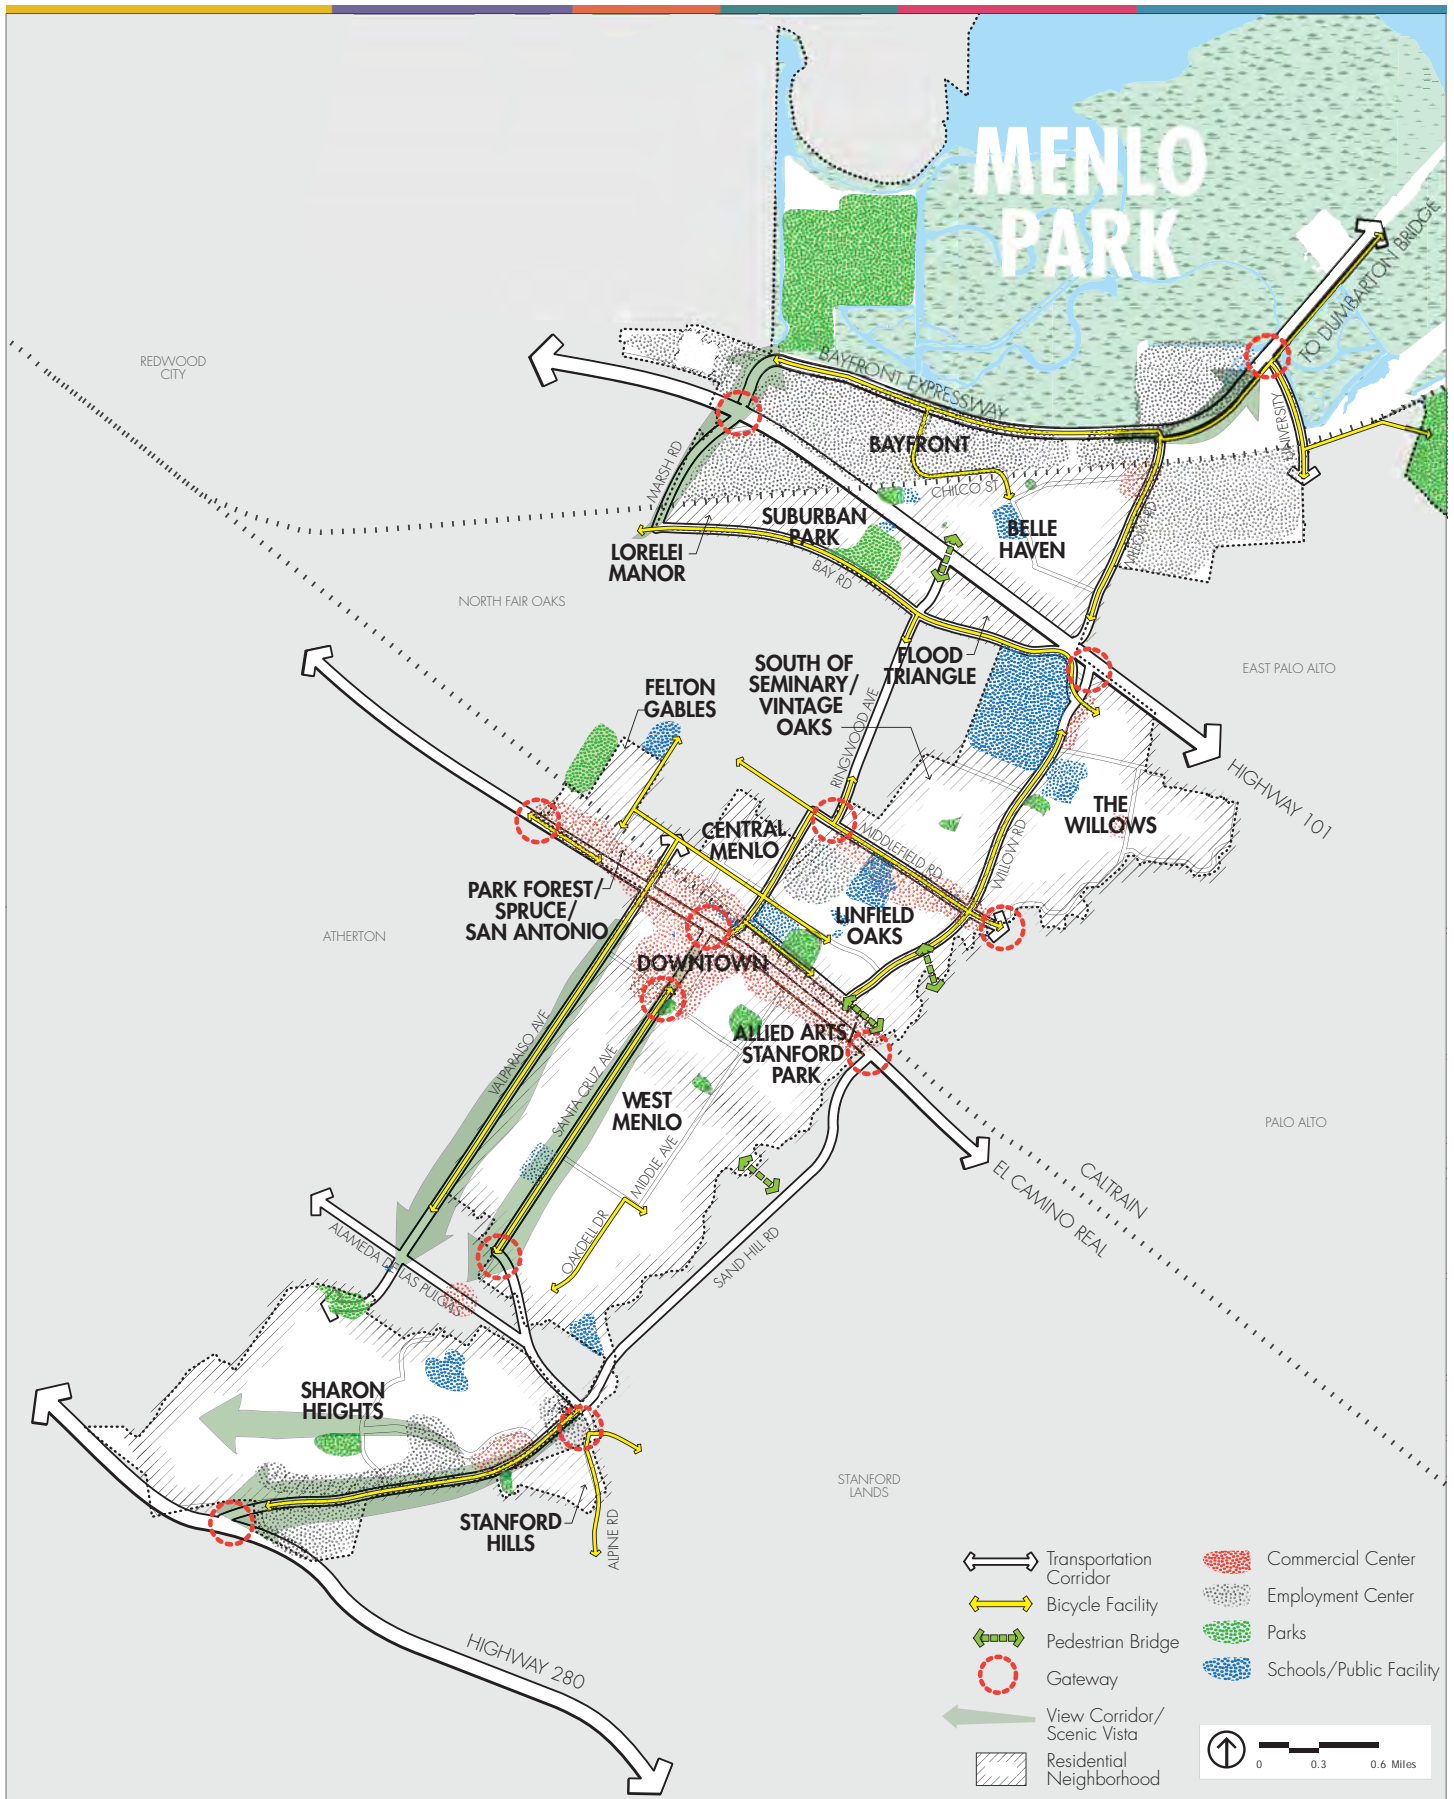 MENLO
PARK
TO DUMBARTON BRIDGE
REDWOOD
CITY
BAYFRONT EXPRESSWAY
UNIVERSITY
MARSH RD
BAYFRONT
CHILCO ST
SUBURBAN
PARK
BELLE
HAVEN
WILLOW RD
LORELEI
MANOR
BAY RD
NORTH FAIR OAKS
FLOOD
TRIANGLE
SOUTH OF
SEMINARY/
VINTAGE
OAKS
EAST PALO ALTO
FELTON
GABLES
RINGWOOD AVE
HIGHWAY 101
THE
WILLOWS
CENTRAL
MENLO
MIDDLEFIELD RD
WILLOW RD
PARK FOREST/
SPRUCE/
SAN ANTONIO
LINFIELD
OAKS
ATHERTON
DOWNTOWN
VALPARAISO AVE
SANTA CRUZ AVE
ALLIED ARTS/
STANFORD
PARK
WEST
MENLO
PALO ALTO
MIDDLE AVE
CALTRAIN
EL CAMINO REAL
OAKDELL DR
SAND HILL RD
ALAMEDA DE LAS PULGAS
SHARON
HEIGHTS
STANFORD
LANDS
STANFORD
HILLS
ALPINE RD
HIGHWAY 280
Transportation
Corridor
Bicycle Facility
Pedestrian Bridge
Gateway
View Corridor/
Scenic Vista
Residential
Neighborhood
Commercial Center
Employment Center
Parks
Schools/Public Facility
0 0.3 0.6 Miles